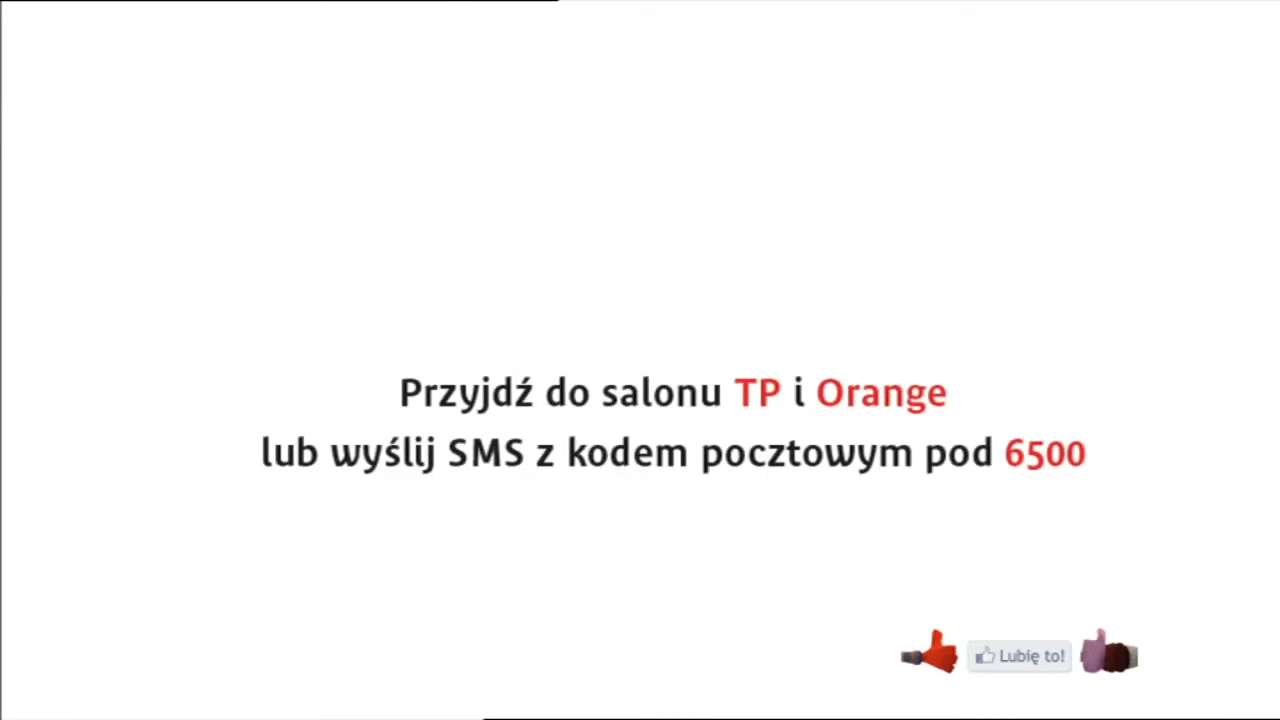 Przyjdź do salonu TP i Orange
lub wyślij SMS z kodem pocztowym pod 6500
Lubię to!